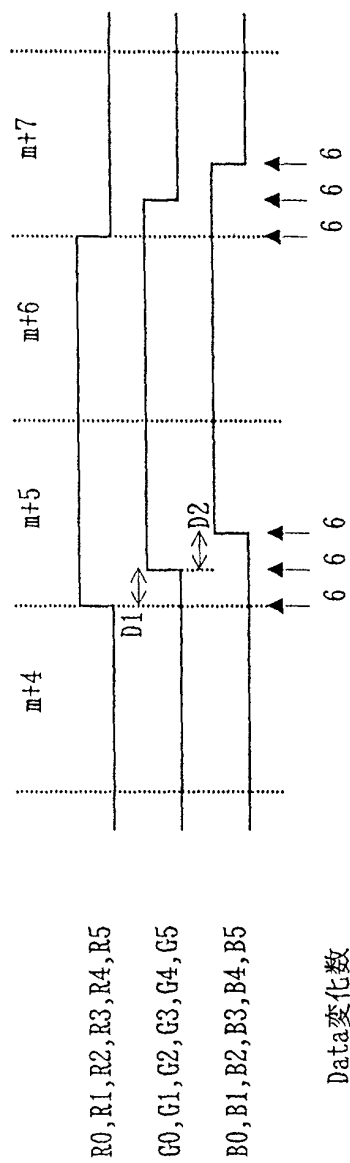 m+4 m+5 m+6 m+7
R0,R1,R2,R3,R4,R5
D1
G0,G1,G2,G3,G4,G5
D2
B0,B1,B2,B3,B4,B5
Data変化数 6 6 6 6 6 6